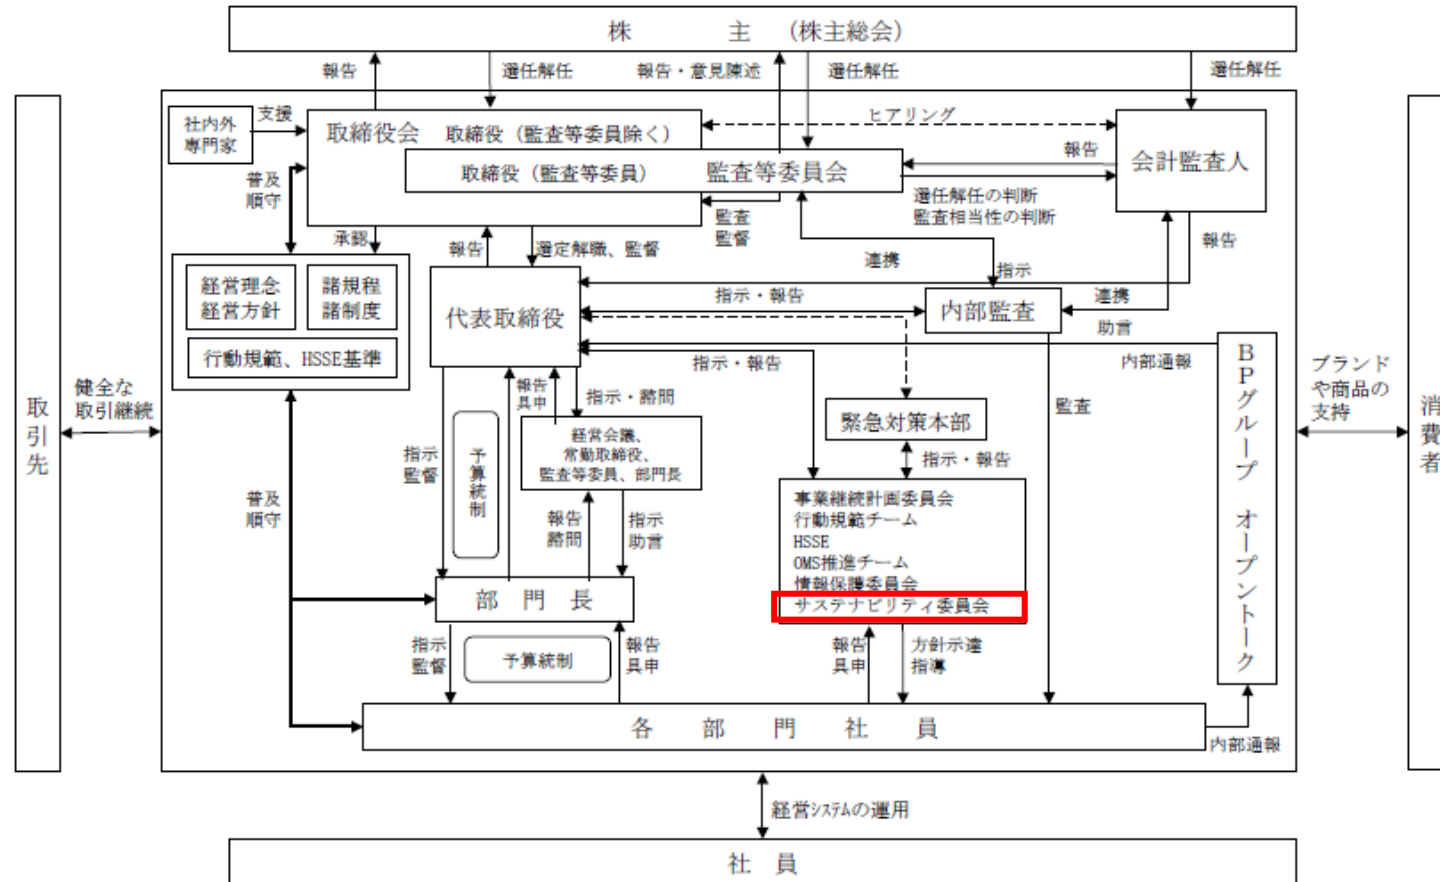 株　主　（株主総会）
報告
選任解任
報告・意見陳述
選任解任
選任解任
社内外
専門家
支援
取締役会　取締役（監査等委員除く）
ヒアリング
取締役（監査等委員）　監査等委員会
報告
会計監査人
普及
順守
選任解任の判断
監査相当性の判断
監査
監督
承認
報告
選定解職、監督
連携
指示
報告
経営理念
経営方針
諸規程
諸制度
行動規範、HSSE基準
代表取締役
指示・報告
内部監査
連携
助言
指示・報告
内部通報
報告
具申
指示・諮問
監査
緊急対策本部
経営会議、
常勤取締役、
監査等委員、部門長
指示・報告
指示
監督
予算統制
普及
順守
報告
諮問
指示
助言
事業継続計画委員会
行動規範チーム
HSSE
OMS推進チーム
情報保護委員会
サステナビリティ委員会
部　門　長
指示
監督
予算統制
報告
具申
報告
具申
方針示達
指導
各　部　門　社　員
内部通報
BPグループ　オープントーク
取引先
健全な
取引継続
ブランド
や商品の
支持
消費者
経営システムの運用
社　員